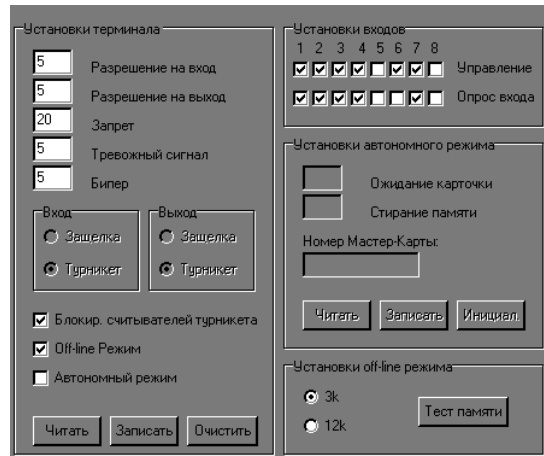 Установки терминала
5 Разрешение на вход
5 Разрешение на выход
20 Запрет
5 Тревожный сигнал
5 Бипер
Вход
Защелка
Турникет
Выход
Защелка
Турникет
Блокир. считывателей турникета
Off-line Режим
Автономный режим
Читать Записать Очистить
Установки входов
1 2 3 4 5 6 7 8
Управление
Опрос входа
Установки автономного режима
Ожидание карточки
Стирание памяти
Номер Мастер-Карты:
Читать Записать Инициал.
Установки off-line режима
3k
12k
Тест памяти